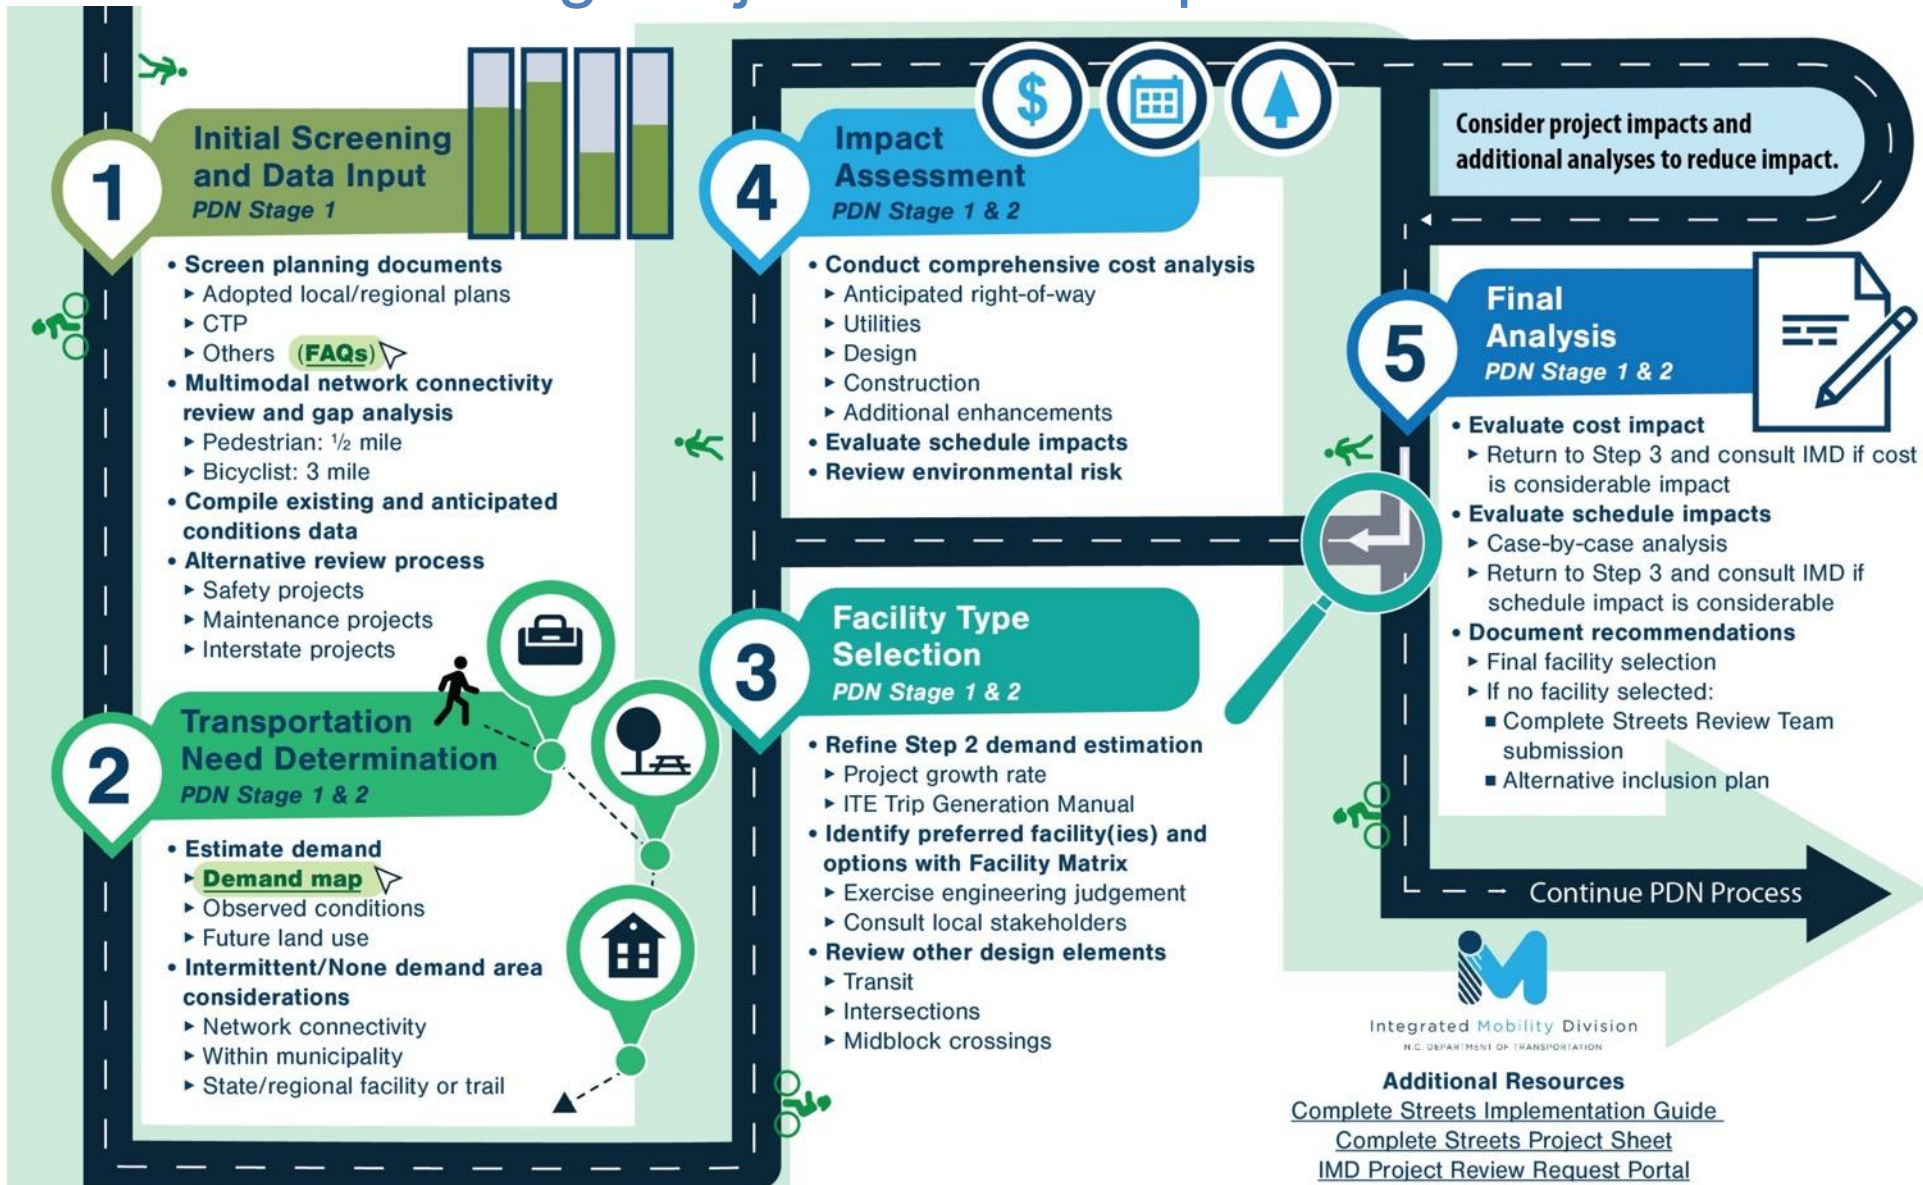 1
Initial Screening
and Data Input
PDN Stage 1
• Screen planning documents
▸ Adopted local/regional plans
▸ CTP
▸ Others (FAQs)
• Multimodal network connectivity
review and gap analysis
▸ Pedestrian: ½ mile
▸ Bicyclist: 3 mile
• Compile existing and anticipated
conditions data
• Alternative review process
▸ Safety projects
▸ Maintenance projects
▸ Interstate projects
2
Transportation
Need Determination
PDN Stage 1 & 2
• Estimate demand
▸ Demand map
▸ Observed conditions
▸ Future land use
• Intermittent/None demand area
considerations
▸ Network connectivity
▸ Within municipality
▸ State/regional facility or trail
3
Facility Type
Selection
PDN Stage 1 & 2
• Refine Step 2 demand estimation
▸ Project growth rate
▸ ITE Trip Generation Manual
• Identify preferred facility(ies) and
options with Facility Matrix
▸ Exercise engineering judgement
▸ Consult local stakeholders
• Review other design elements
▸ Transit
▸ Intersections
▸ Midblock crossings
4
Impact
Assessment
PDN Stage 1 & 2
$
• Conduct comprehensive cost analysis
▸ Anticipated right-of-way
▸ Utilities
▸ Design
▸ Construction
▸ Additional enhancements
• Evaluate schedule impacts
• Review environmental risk
Consider project impacts and
additional analyses to reduce impact.
5
Final
Analysis
PDN Stage 1 & 2
• Evaluate cost impact
▸ Return to Step 3 and consult IMD if cost
is considerable impact
• Evaluate schedule impacts
▸ Case-by-case analysis
▸ Return to Step 3 and consult IMD if
schedule impact is considerable
• Document recommendations
▸ Final facility selection
▸ If no facility selected:
■ Complete Streets Review Team
submission
■ Alternative inclusion plan
Continue PDN Process
iM
Integrated Mobility Division
N.C. DEPARTMENT OF TRANSPORTATION
Additional Resources
Complete Streets Implementation Guide
Complete Streets Project Sheet
IMD Project Review Request Portal